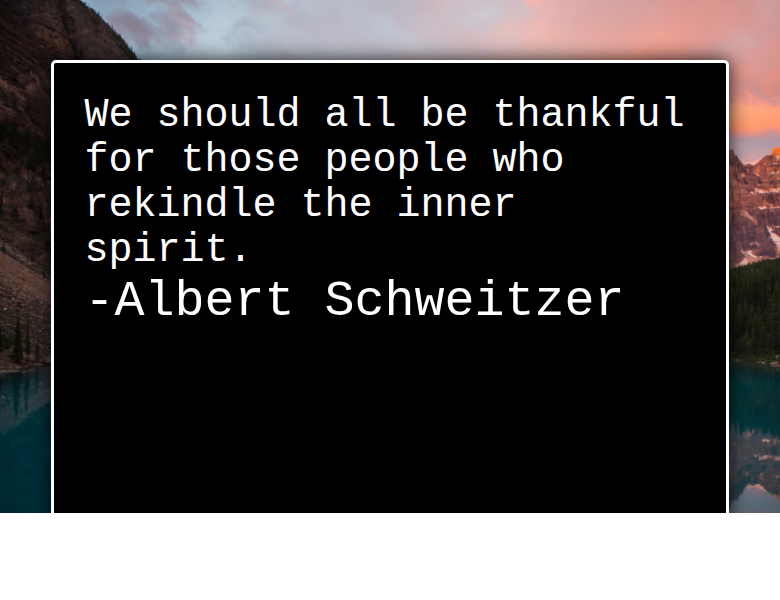 We should all be thankful
for those people who
rekindle the inner
spirit.
-Albert Schweitzer